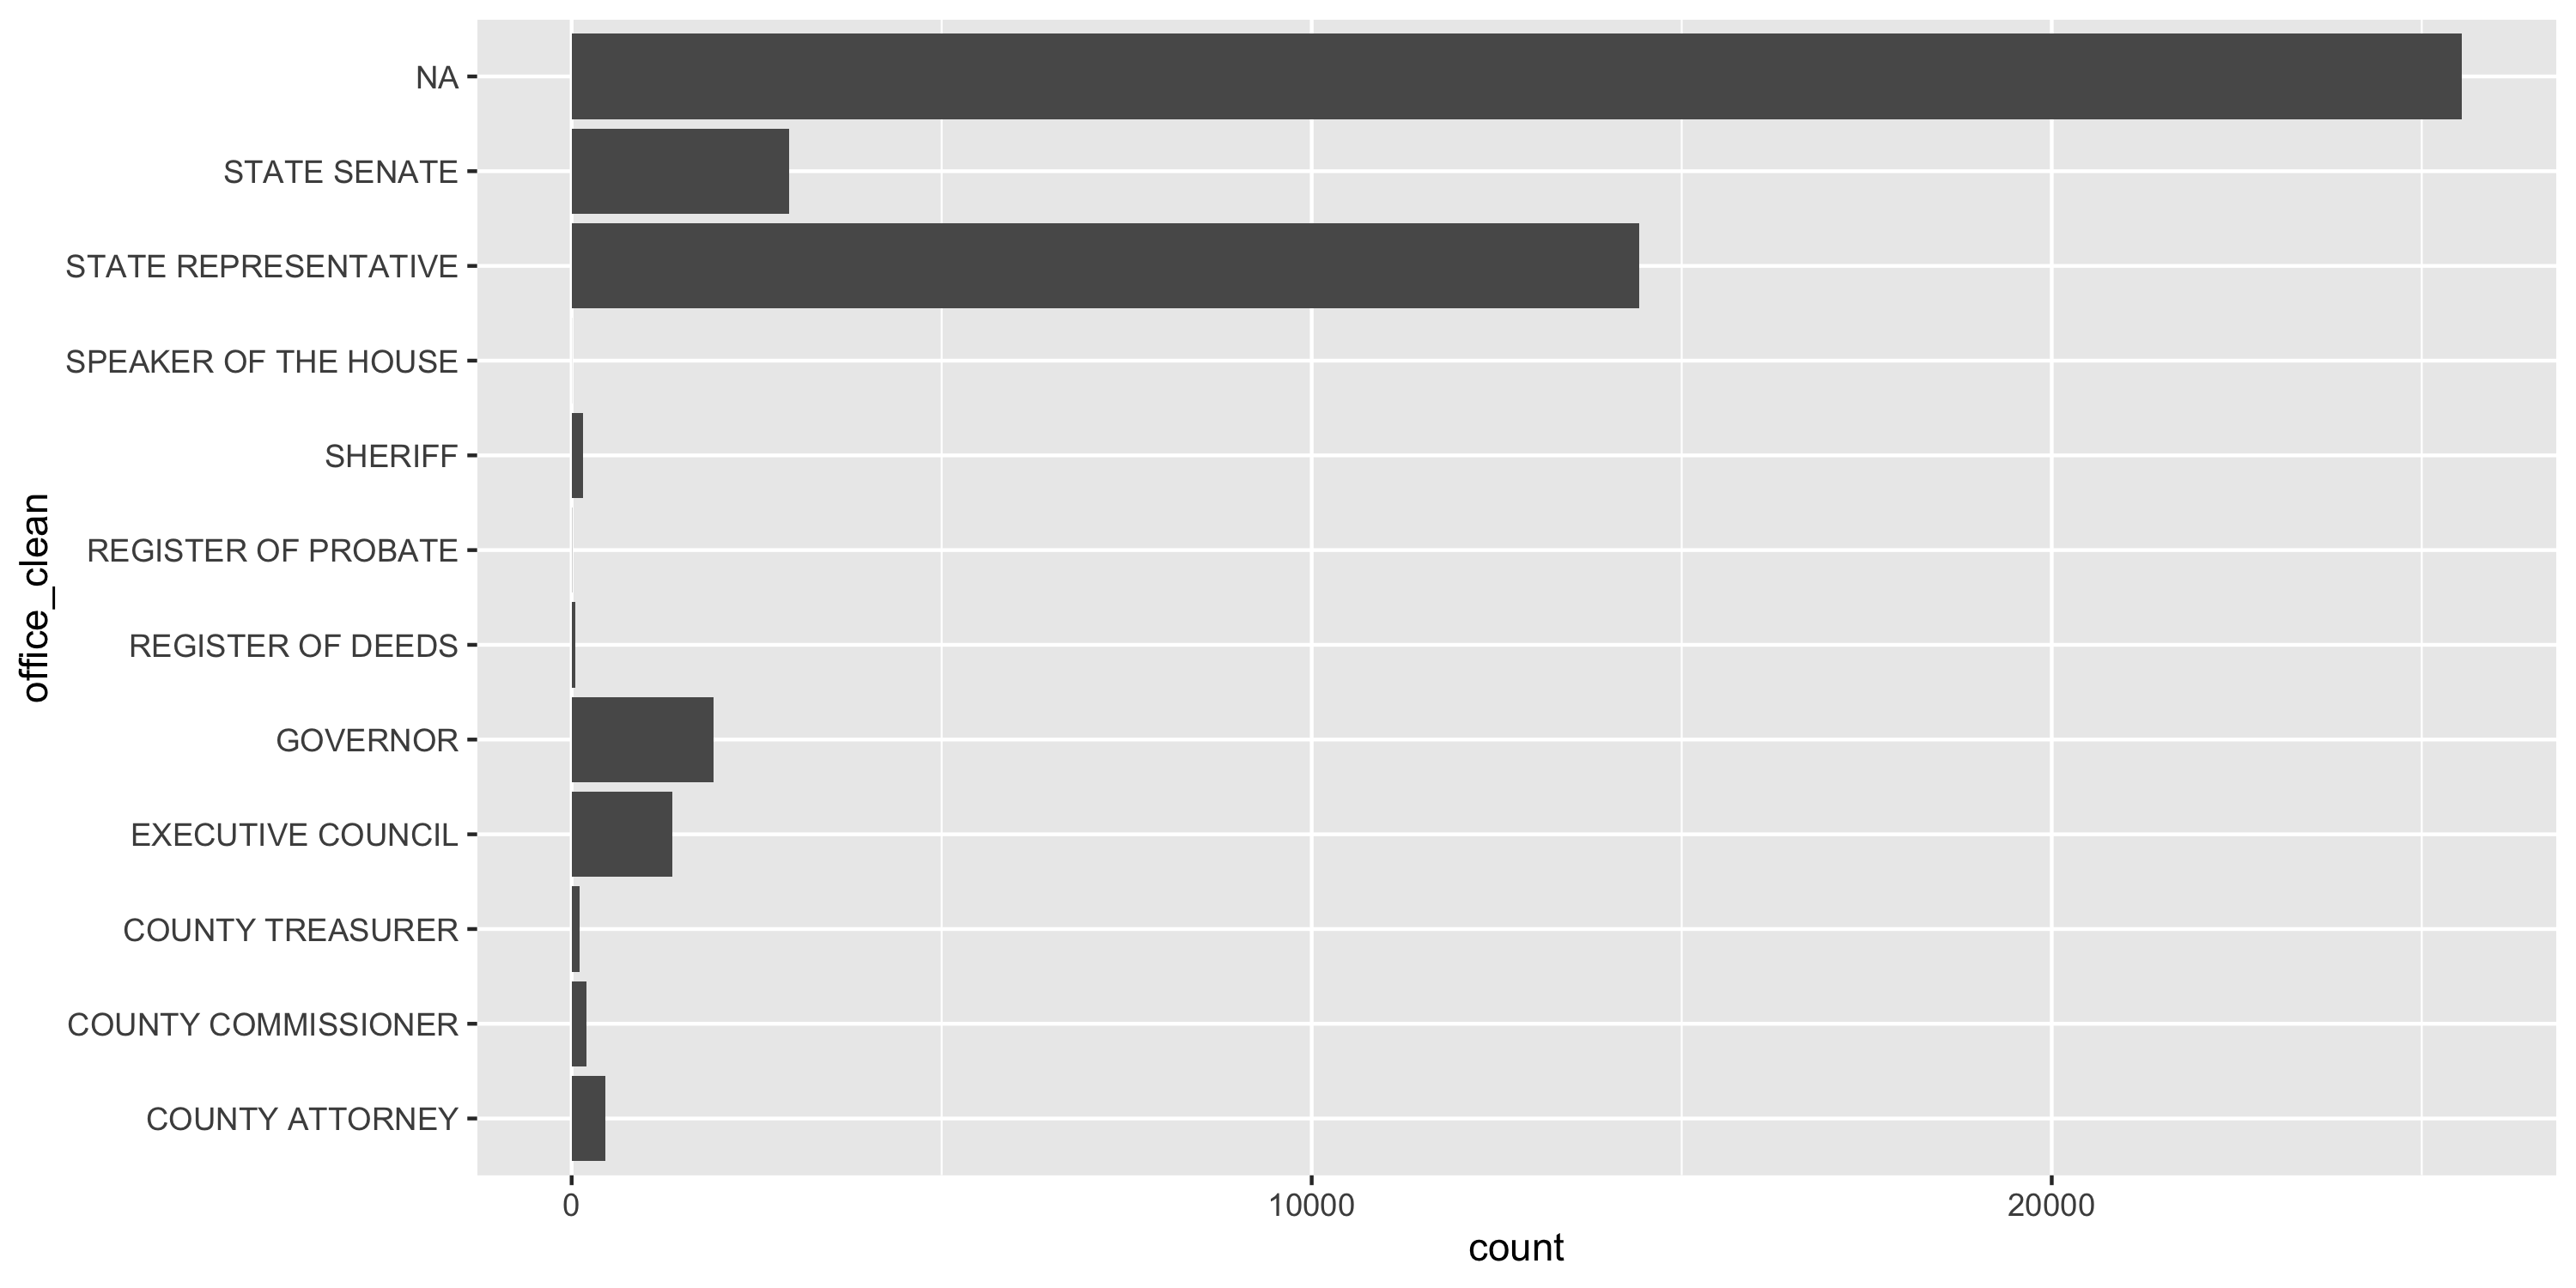 NA
STATE SENATE
STATE REPRESENTATIVE
SPEAKER OF THE HOUSE
SHERIFF
REGISTER OF PROBATE
REGISTER OF DEEDS
GOVERNOR
EXECUTIVE COUNCIL
COUNTY TREASURER
COUNTY COMMISSIONER
COUNTY ATTORNEY
office_clean
0 10000 20000
count